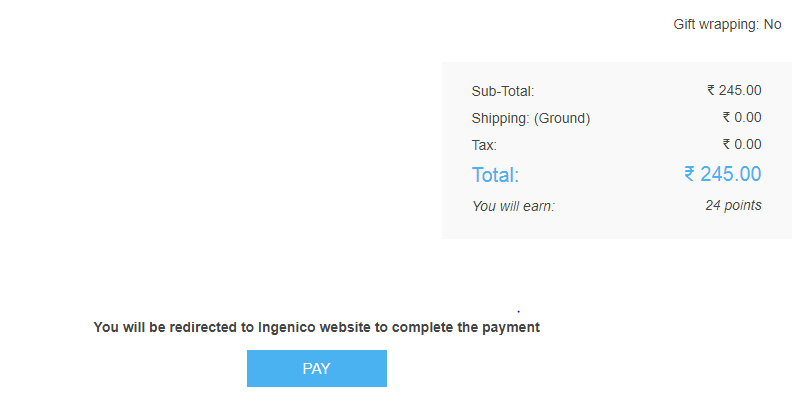 Gift wrapping: No
Sub-Total: ₹ 245.00
Shipping: (Ground) ₹ 0.00
Tax: ₹ 0.00
Total: ₹ 245.00
You will earn: 24 points
You will be redirected to Ingenico website to complete the payment
PAY